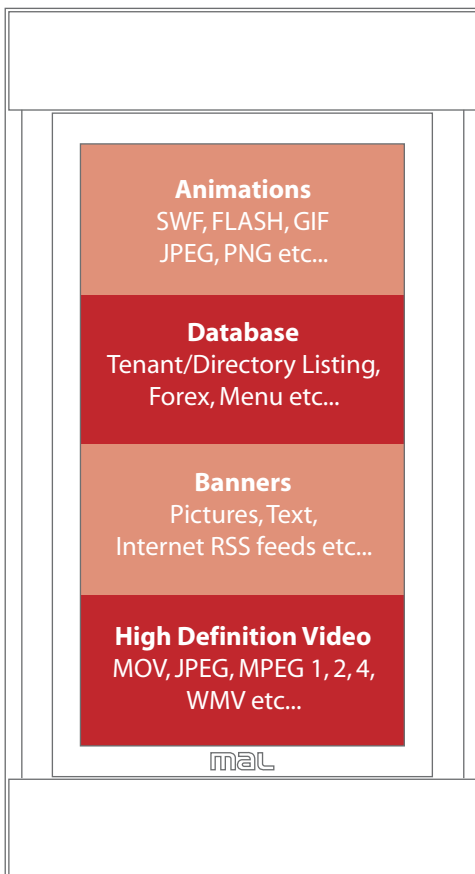 Animations
SWF, FLASH, GIF
JPEG, PNG etc...
Database
Tenant/Directory Listing,
Forex, Menu etc...
Banners
Pictures, Text,
Internet RSS feeds etc...
High Definition Video
MOV, JPEG, MPEG 1, 2, 4,
WMV etc...
maL